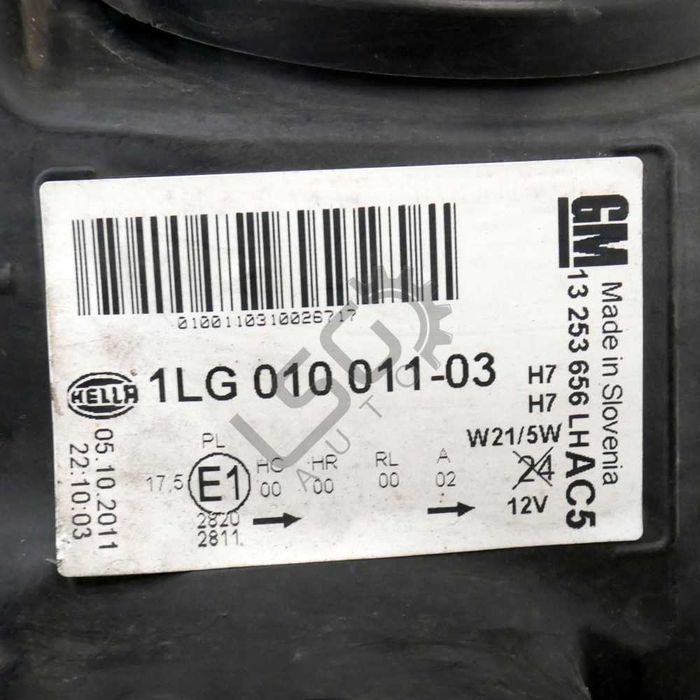 0100110310026717
HELLA
1LG 010 011-03
H7
H7
W21/5W
24
12V
PL
HC HR RL A
17,5 E1 00 00 00 02
2820
2811
05.10.2011
22:10:03
GM
13 253 656 LH AC5
Made in Slovenia
LSG
AUTO